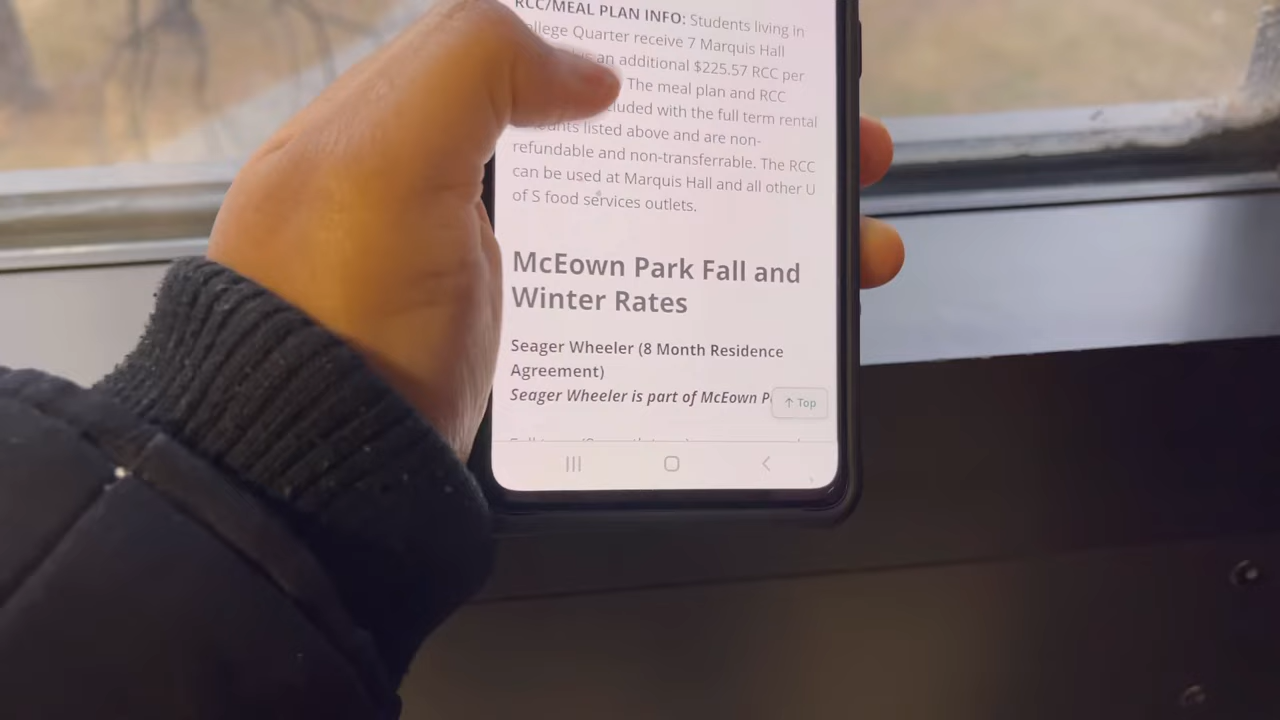 RCC/MEAL PLAN INFO: Students living in
College Quarter receive 7 Marquis Hall
an additional $225.57 RCC per
The meal plan and RCC
included with the full term rental
amounts listed above and are non-
refundable and non-transferrable. The RCC
can be used at Marquis Hall and all other U
of S food services outlets.
McEown Park Fall and
Winter Rates
Seager Wheeler (8 Month Residence
Agreement)
Seager Wheeler is part of McEown
↑ Top